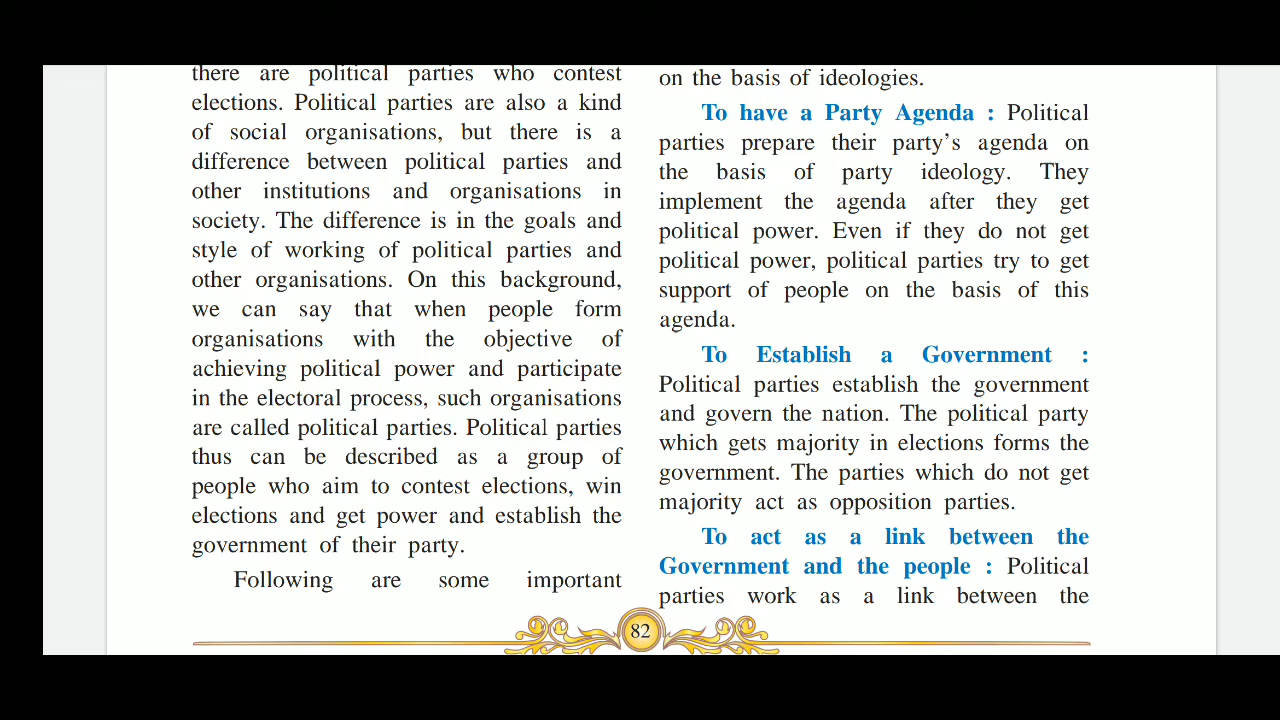 there are political parties who contest
elections. Political parties are also a kind
of social organisations, but there is a
difference between political parties and
other institutions and organisations in
society. The difference is in the goals and
style of working of political parties and
other organisations. On this background,
we can say that when people form
organisations with the objective of
achieving political power and participate
in the electoral process, such organisations
are called political parties. Political parties
thus can be described as a group of
people who aim to contest elections, win
elections and get power and establish the
government of their party.
Following are some important
on the basis of ideologies.
To have a Party Agenda : Political
parties prepare their party’s agenda on
the basis of party ideology. They
implement the agenda after they get
political power. Even if they do not get
political power, political parties try to get
support of people on the basis of this
agenda.
To Establish a Government :
Political parties establish the government
and govern the nation. The political party
which gets majority in elections forms the
government. The parties which do not get
majority act as opposition parties.
To act as a link between the
Government and the people : Political
parties work as a link between the
82